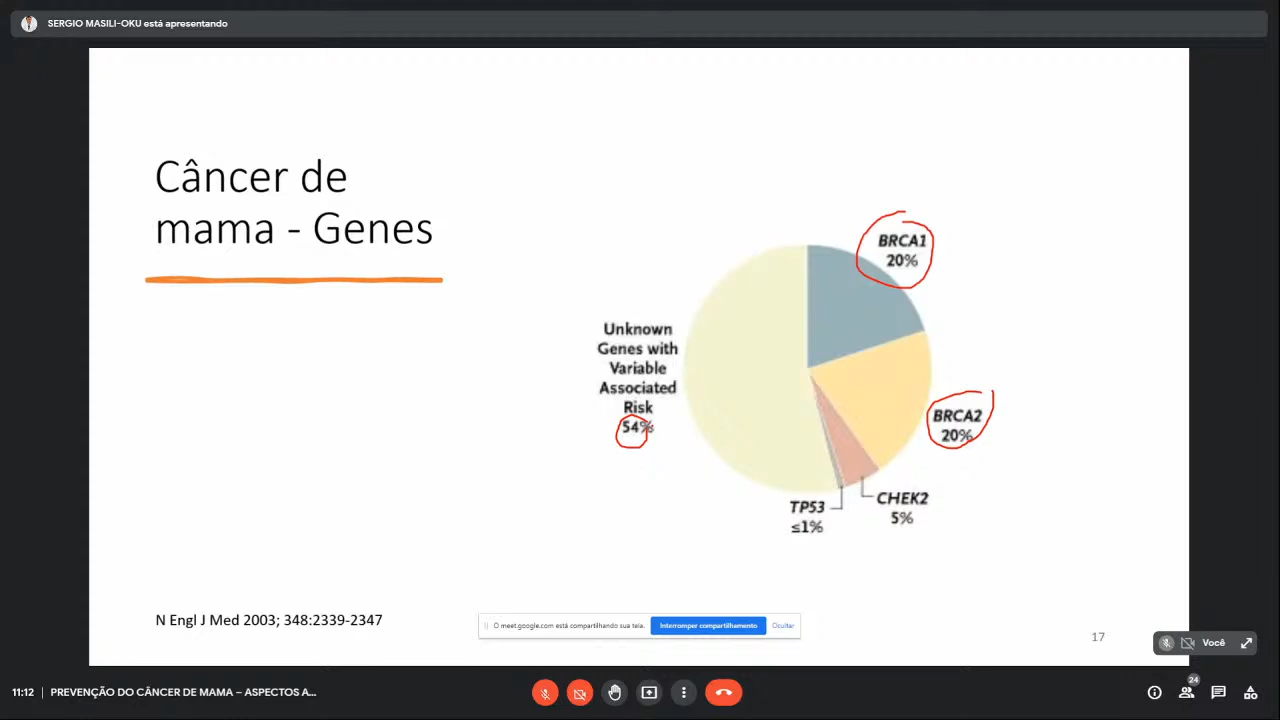 SERGIO MASILI-OKU está apresentando
Câncer de
mama - Genes
BRCA1
20%
Unknown
Genes with
Variable
Associated
Risk
54%
BRCA2
20%
TP53
≤1%
CHEK2
5%
N Engl J Med 2003; 348:2339-2347
O meet.google.com está compartilhando sua tela.
Interromper compartilhamento
Ocultar
17
Você
11:12 | PREVENÇÃO DO CÂNCER DE MAMA – ASPECTOS A...
24